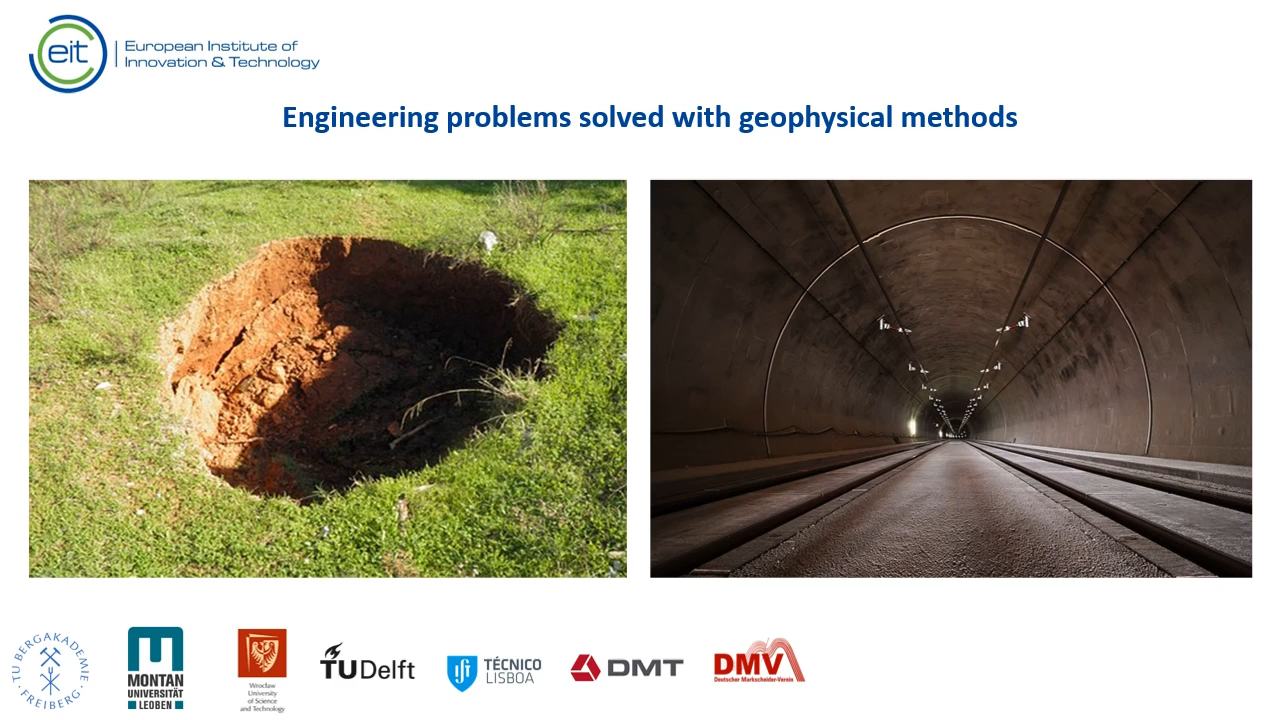 eit
European Institute of
Innovation & Technology
Engineering problems solved with geophysical methods
TU BERGAKADEMIE
· FREIBERG ·
MONTAN
UNIVERSITÄT
LEOBEN
Wrocław
University
of Science
and Technology
TU Delft
TÉCNICO
LISBOA
DMT
DMV
Deutscher Markscheider-Verein